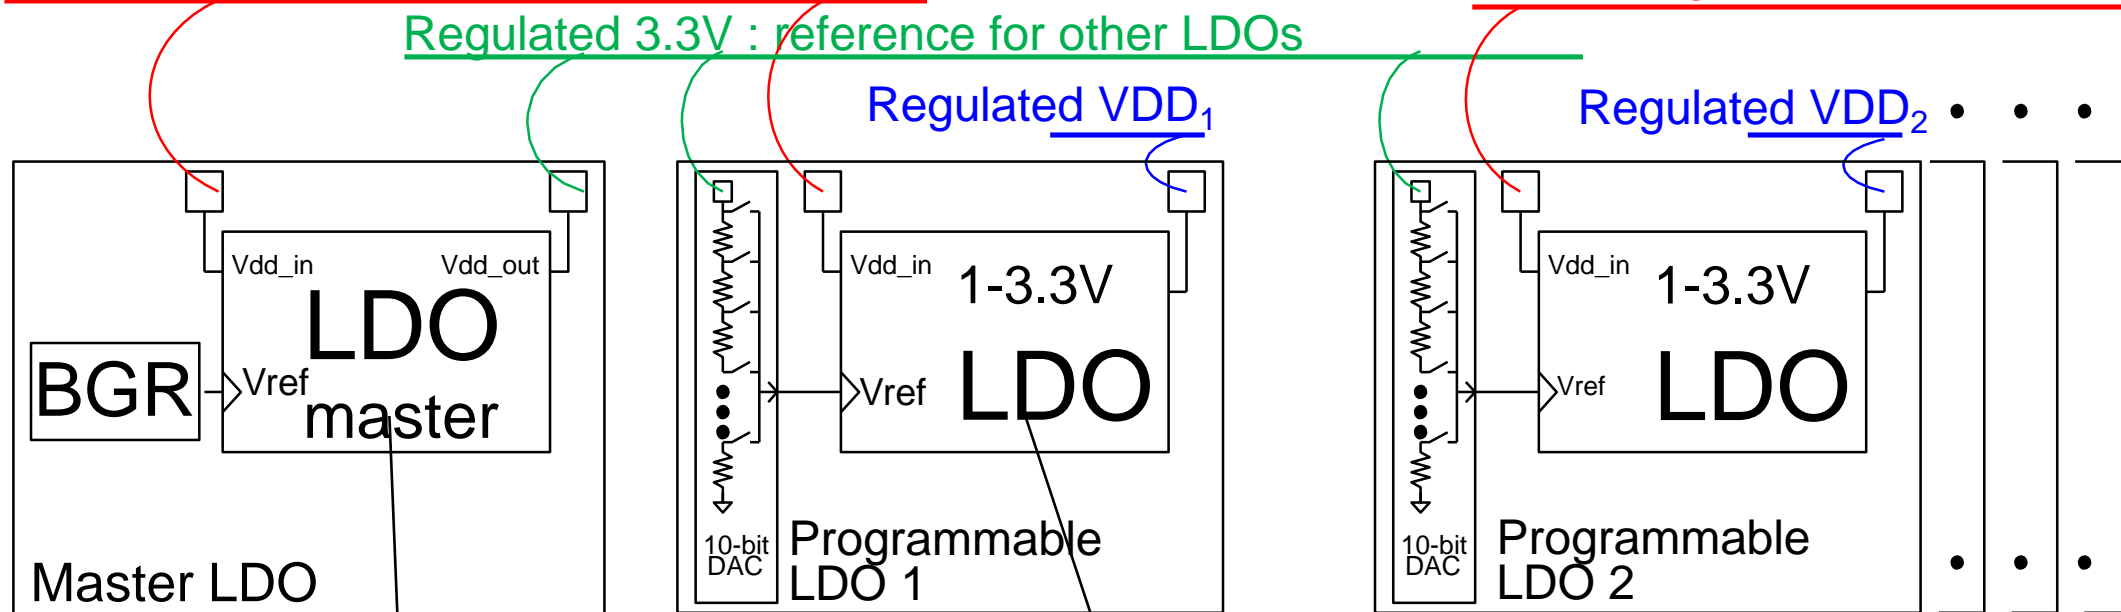 Regulated 3.3V : reference for other LDOs
Regulated VDD1
Regulated VDD2
Vdd_in
Vdd_out
LDO
master
BGR
Vref
Master LDO
Vdd_in
1-3.3V
LDO
Vref
10-bit
DAC
Programmable
LDO 1
Vdd_in
1-3.3V
LDO
Vref
10-bit
DAC
Programmable
LDO 2